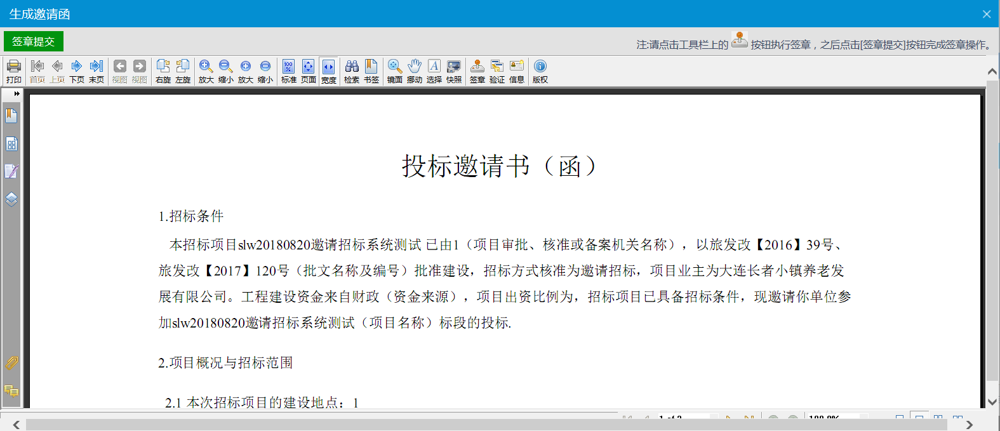 生成邀请函
签章提交
注:请点击工具栏上的 按钮执行签章，之后点击[签章提交]按钮完成签章操作。
打印 首页 上页 下页 末页 视图 视图 右旋 左旋 放大 缩小 放大 缩小 标准 页面 宽度 检索 书签 镜面 挪动 选择 快照 签章 验证 信息 版权
投标邀请书（函）
1.招标条件
本招标项目slw20180820邀请招标系统测试 已由1（项目审批、核准或备案机关名称），以旅发改【2016】39号、
旅发改【2017】120号（批文名称及编号）批准建设，招标方式核准为邀请招标，项目业主为大连长者小镇养老发
展有限公司。工程建设资金来自财政（资金来源），项目出资比例为，招标项目已具备招标条件，现邀请你单位参
加slw20180820邀请招标系统测试（项目名称）标段的投标.
2.项目概况与招标范围
2.1 本次招标项目的建设地点：1